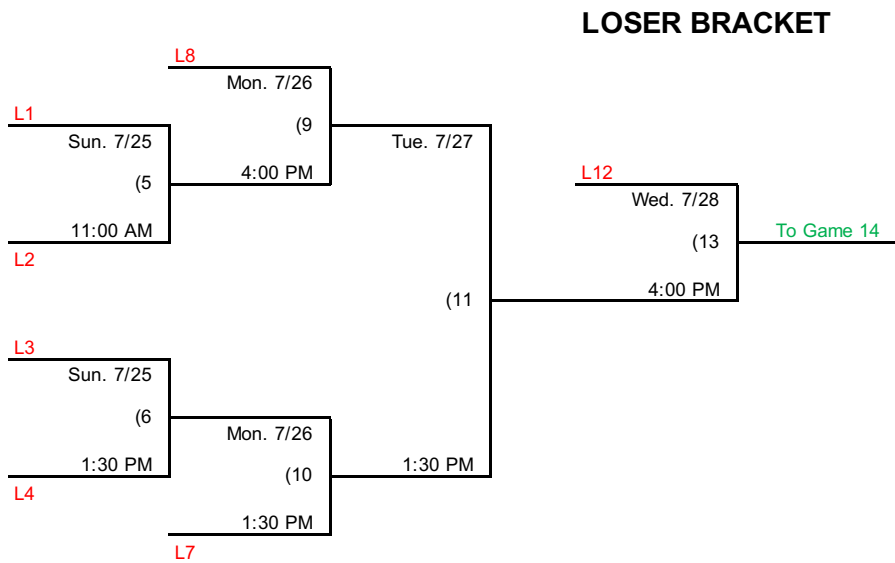 LOSER BRACKET
L8
Mon. 7/26
L1
(9
Sun. 7/25
Tue. 7/27
4:00 PM
L12
(5
Wed. 7/28
11:00 AM
To Game 14
(13
L2
4:00 PM
(11
L3
Sun. 7/25
(6
Mon. 7/26
1:30 PM
1:30 PM
(10
L4
1:30 PM
L7